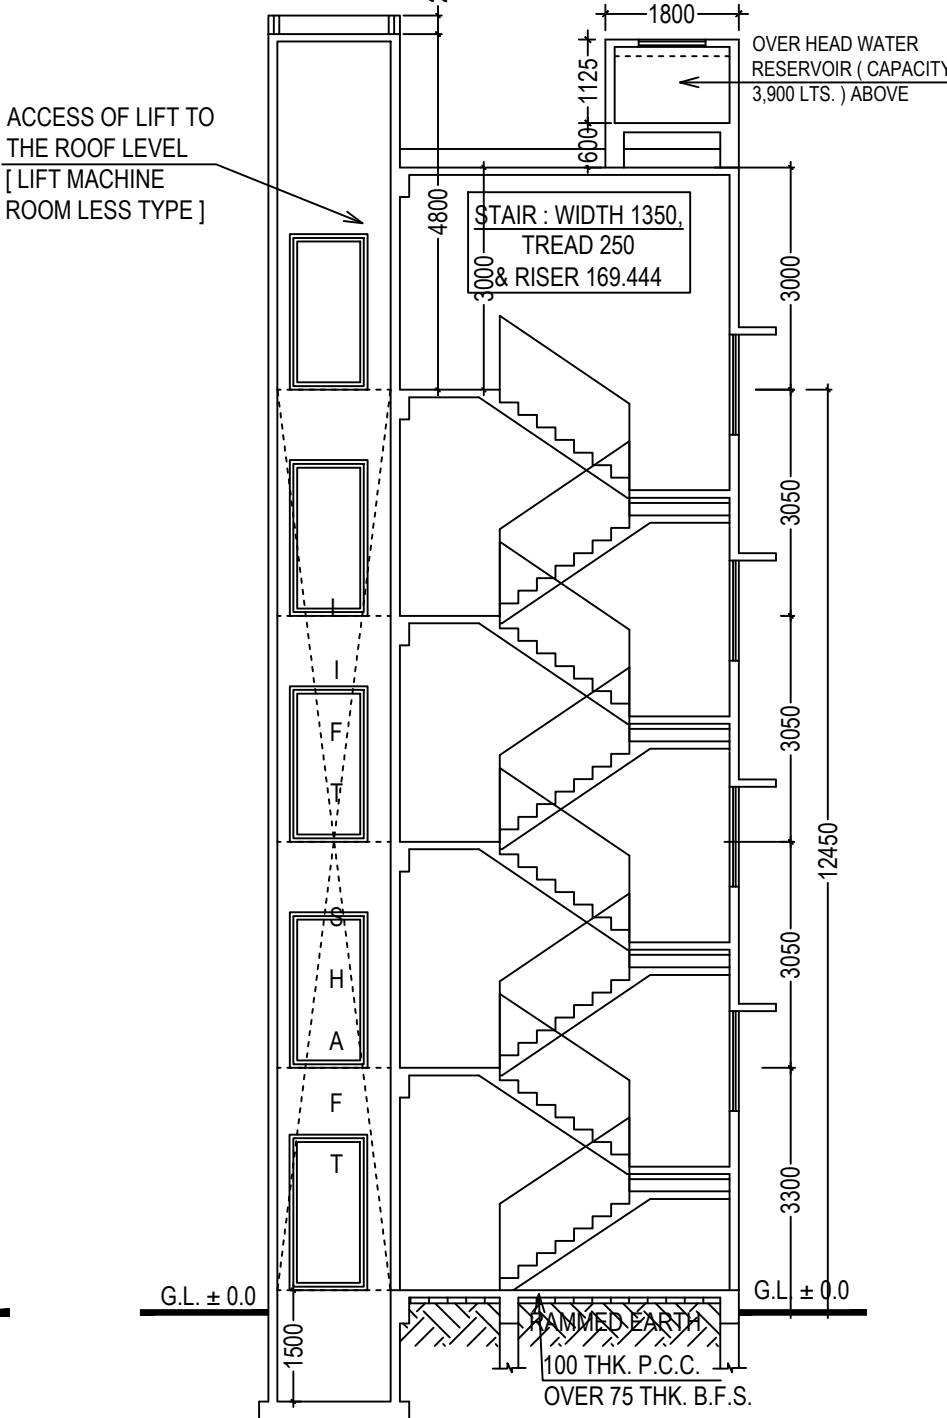 1800
OVER HEAD WATER
RESERVOIR ( CAPACITY
3,900 LTS. ) ABOVE
1125
600
ACCESS OF LIFT TO
THE ROOF LEVEL
[ LIFT MACHINE
ROOM LESS TYPE ]
4800
3000
STAIR : WIDTH 1350,
TREAD 250
& RISER 169.444
3000
3050
3050
3050
3300
12450
L
I
F
T
S
H
A
F
T
G.L. ± 0.0
G.L. ± 0.0
1500
RAMMED EARTH
100 THK. P.C.C.
OVER 75 THK. B.F.S.